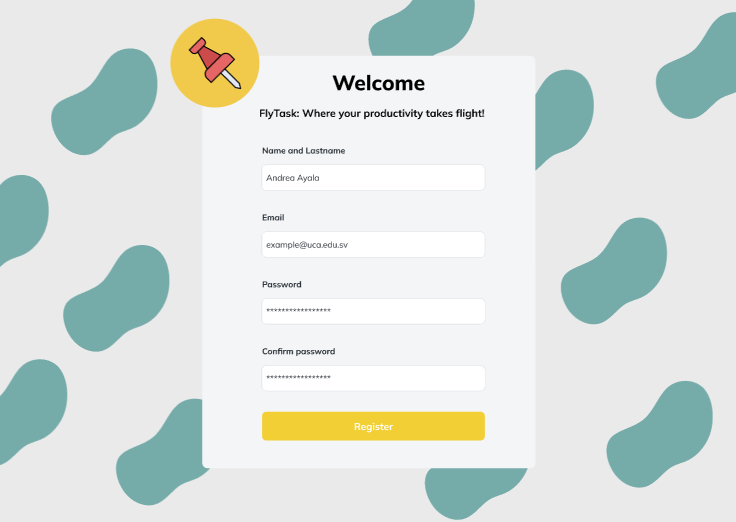 Welcome
FlyTask: Where your productivity takes flight!
Name and Lastname
Andrea Ayala
Email
example@uca.edu.sv
Password
*****************
Confirm password
*****************
Register